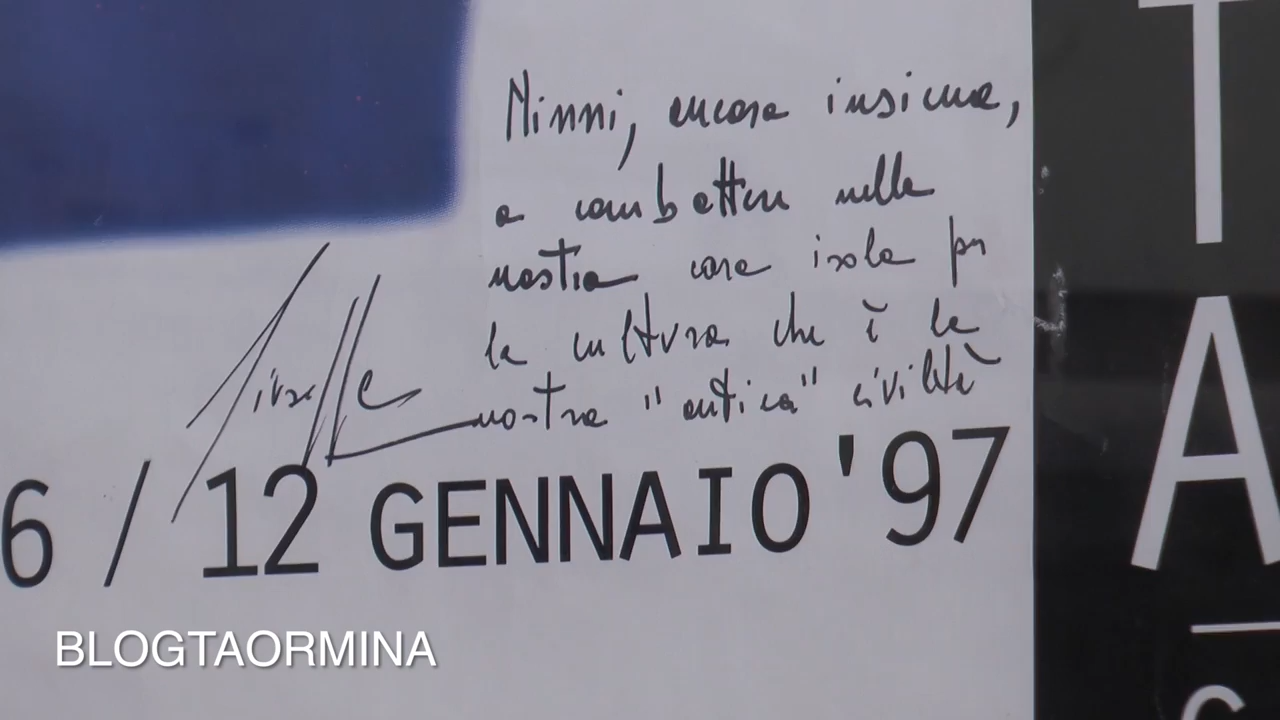 Ninni, ancora insieme,
a combattere nella
nostra cara isola per
la cultura che è la
nostra "antica" civiltà
6 / 12 GENNAIO '97
T
A
BLOGTAORMINA